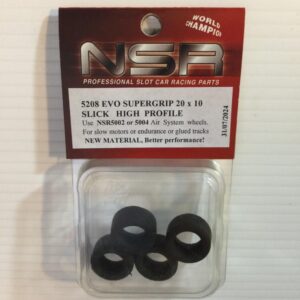 WORLD
CHAMPION
NSR
PROFESSIONAL SLOT CAR RACING PARTS
5208 EVO SUPERGRIP 20 x 10
SLICK HIGH PROFILE
Use NSR5002 or 5004 Air System wheels.
For slow motors or endurance or glued tracks
NEW MATERIAL, Better performance!
31/07/2024